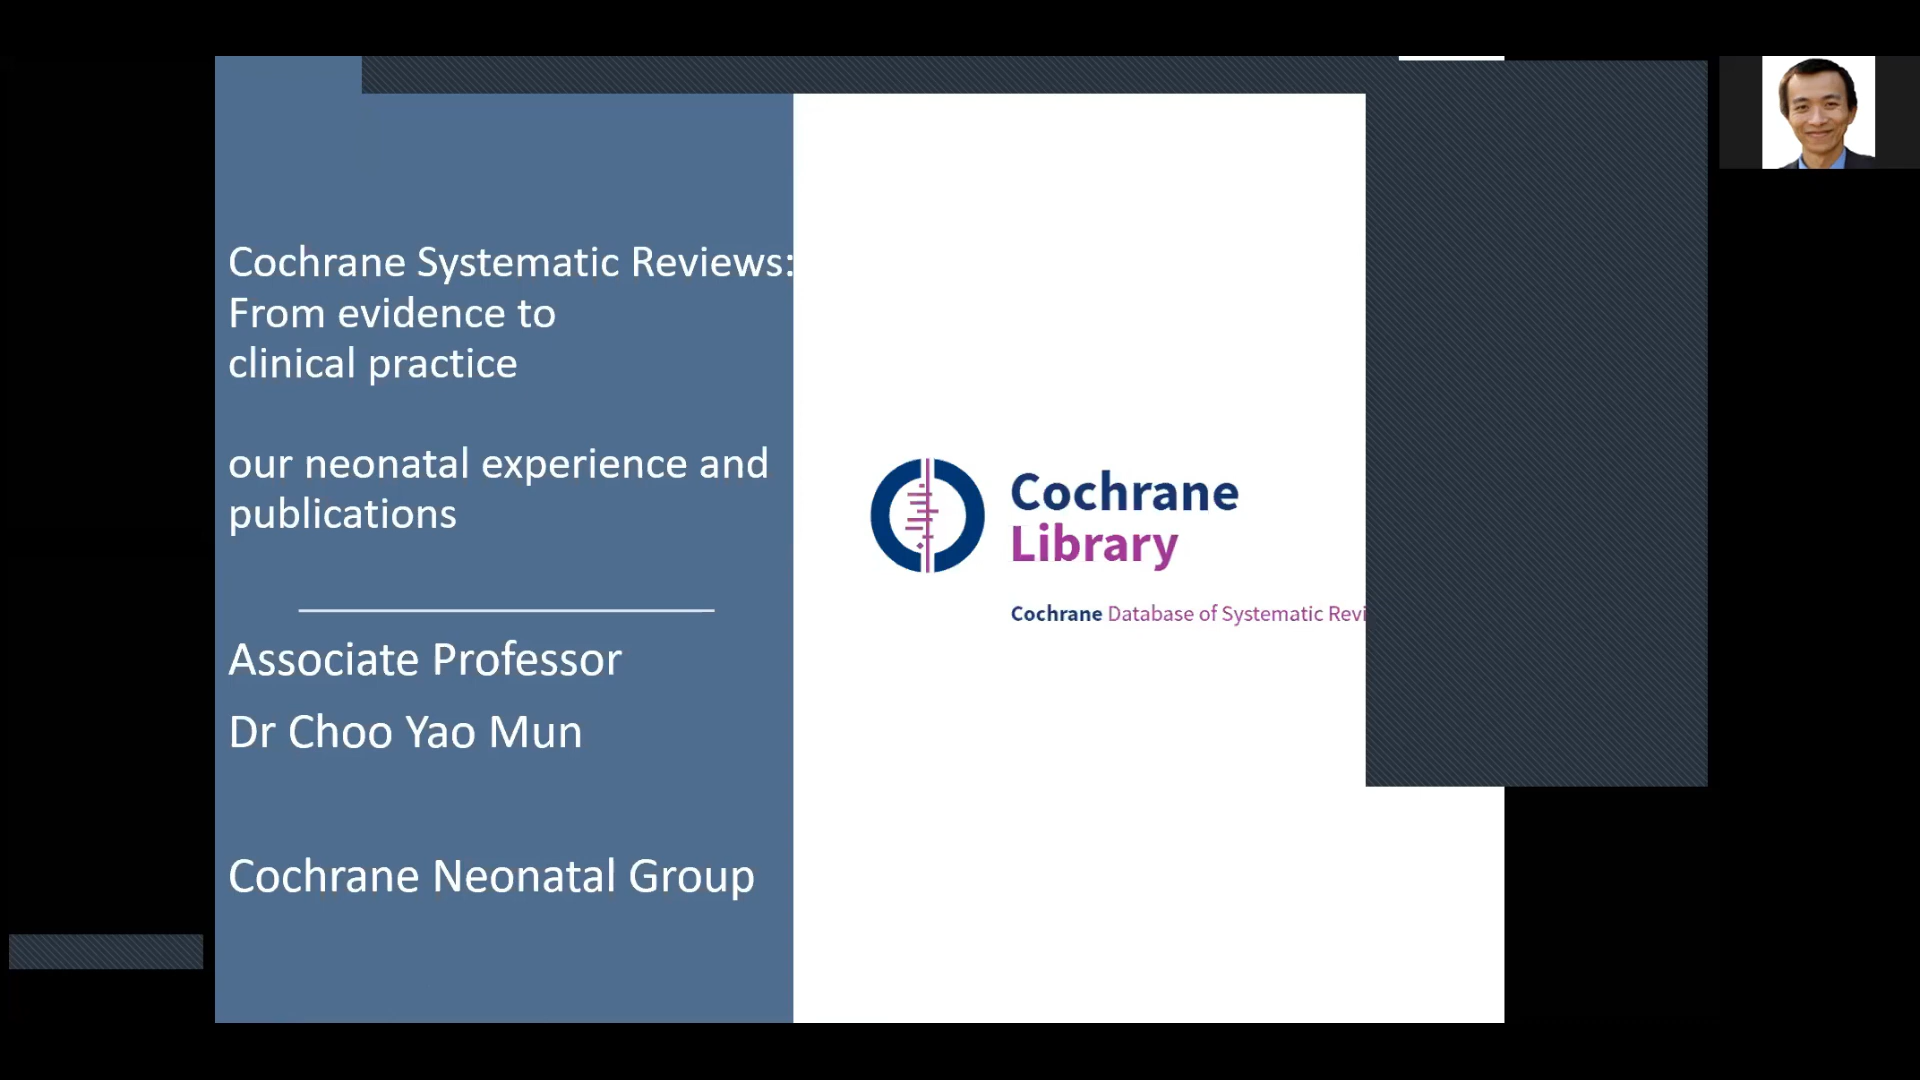 Cochrane Systematic Reviews:
From evidence to
clinical practice
our neonatal experience and
publications
Associate Professor
Dr Choo Yao Mun
Cochrane Neonatal Group
Cochrane
Library
Cochrane Database of Systematic Revi